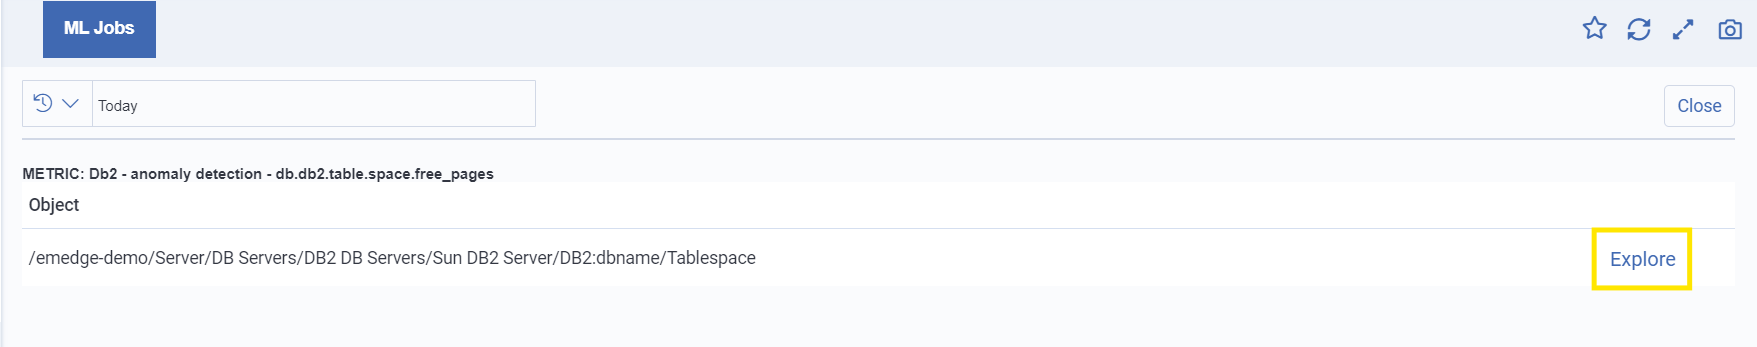 ML Jobs
Today
Close
METRIC: Db2 - anomaly detection - db.db2.table.space.free_pages
Object
/emedge-demo/Server/DB Servers/DB2 DB Servers/Sun DB2 Server/DB2:dbname/Tablespace
Explore